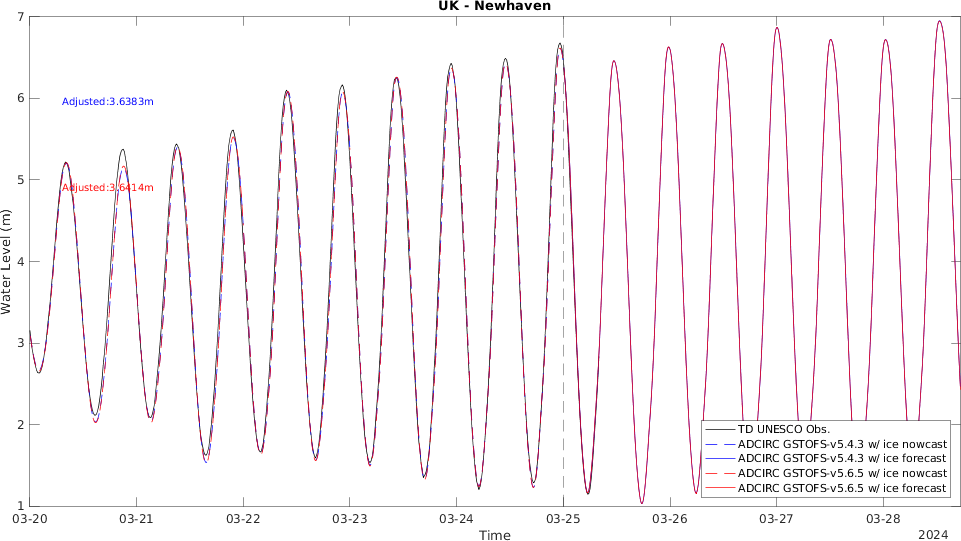 UK - Newhaven
7
6
5
4
3
2
1
Water Level (m)
Adjusted:3.6383m
Adjusted:3.6414m
TD UNESCO Obs.
ADCIRC GSTOFS-v5.4.3 w/ ice nowcast
ADCIRC GSTOFS-v5.4.3 w/ ice forecast
ADCIRC GSTOFS-v5.6.5 w/ ice nowcast
ADCIRC GSTOFS-v5.6.5 w/ ice forecast
03-20 03-21 03-22 03-23 03-24 03-25 03-26 03-27 03-28
Time
2024